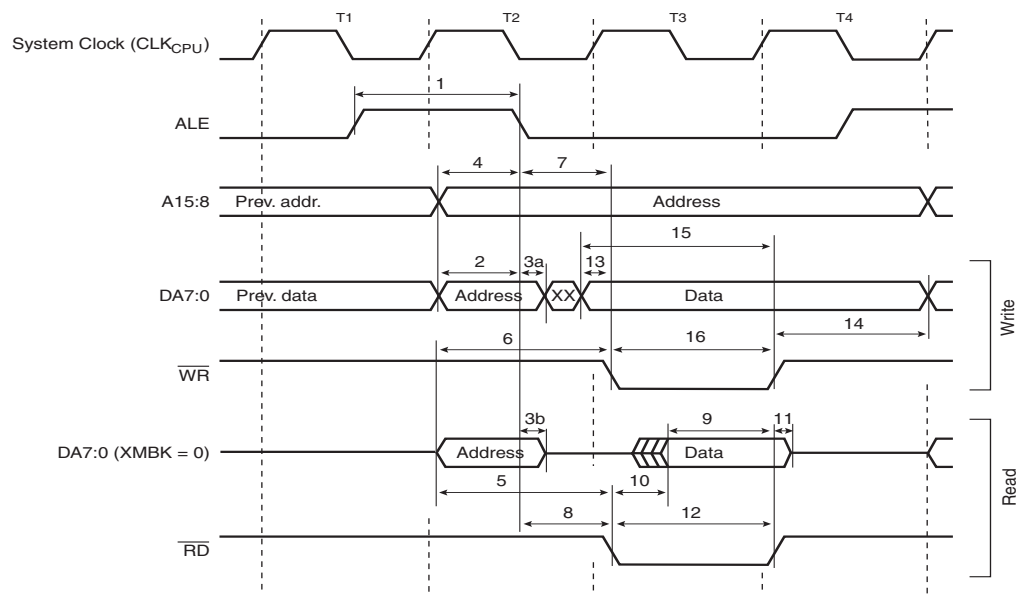 T1 T2 T3 T4
System Clock (CLKCPU)
1
ALE
4 7
A15:8 Prev. addr. Address
15
2 3a 13
DA7:0 Prev. data Address XX Data
14
6 16
WR
Write
3b 9 11
DA7:0 (XMBK = 0) Address Data
5 10
8 12
RD
Read